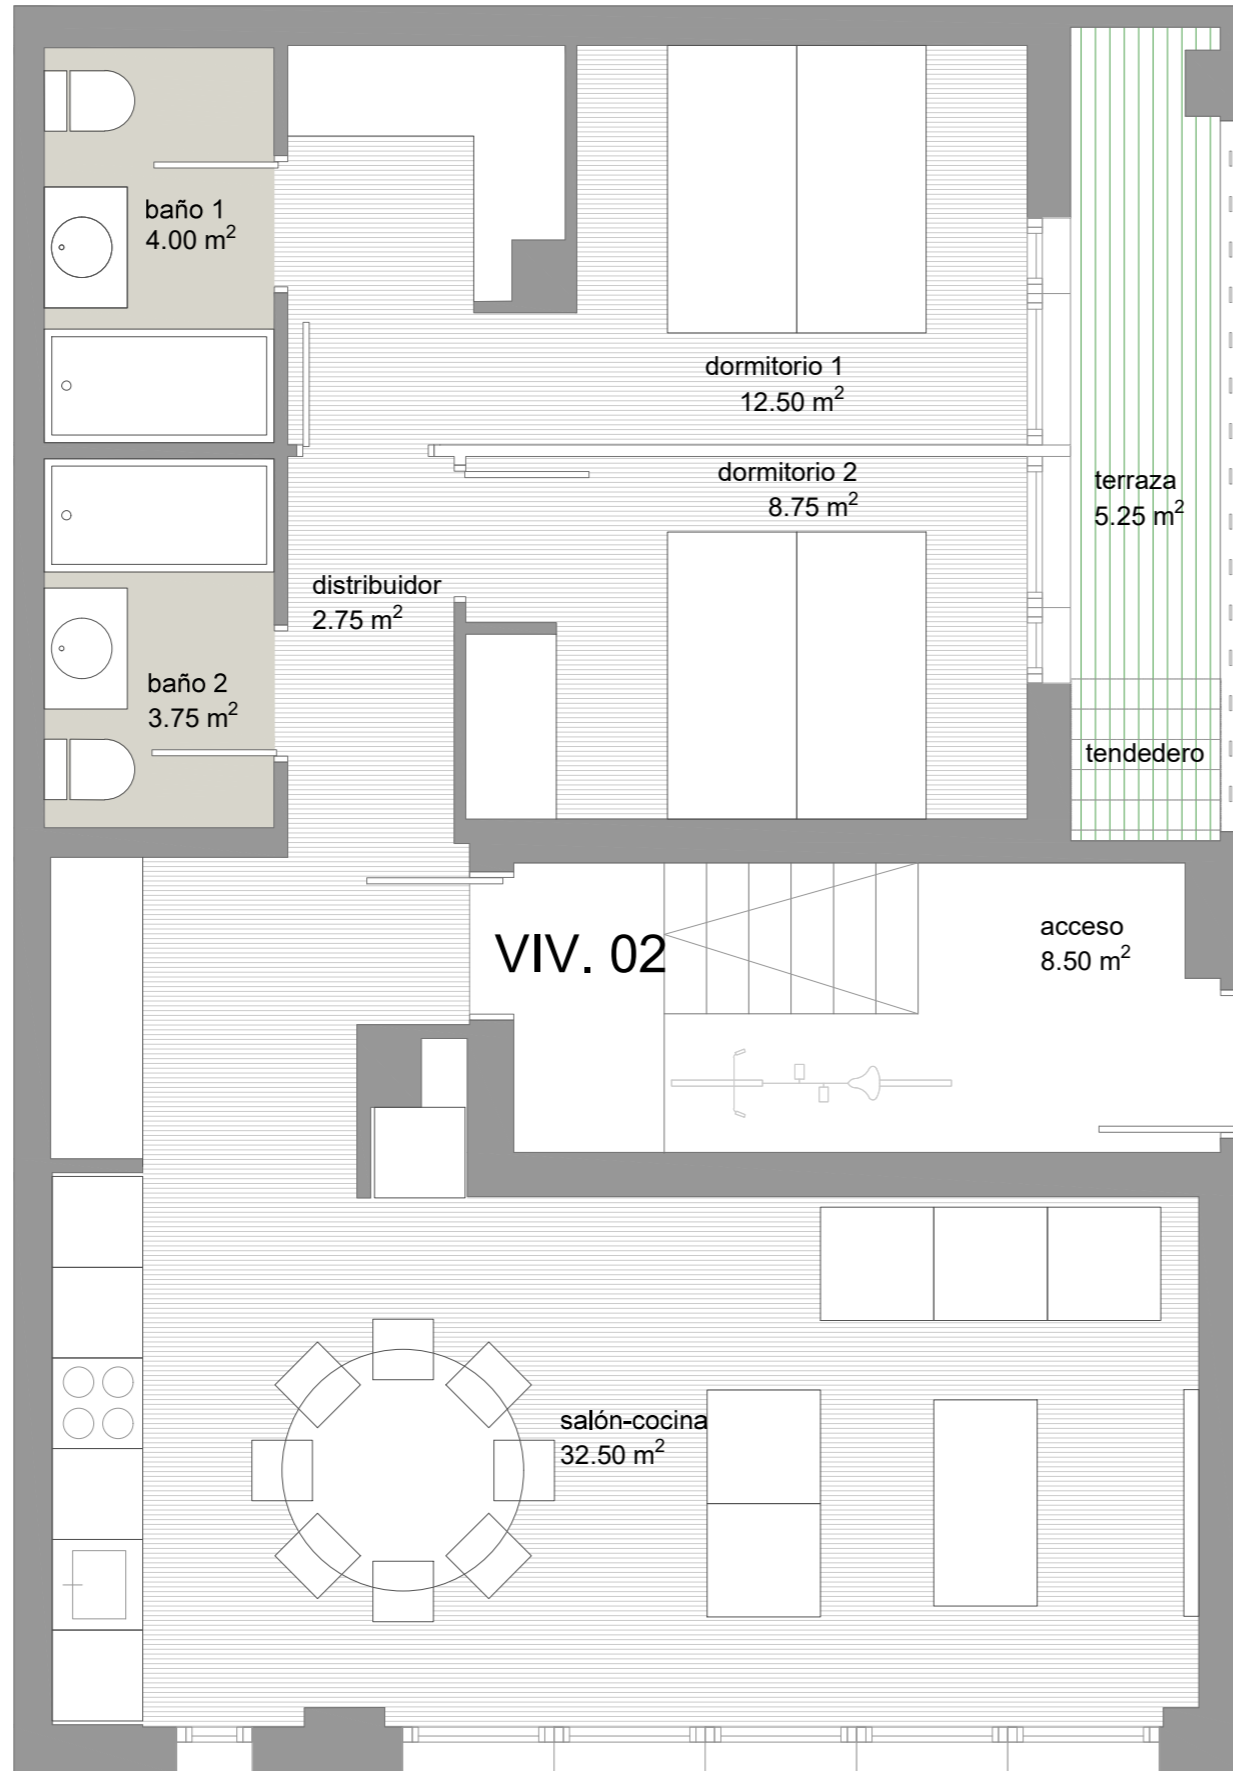 baño 1
4.00 m²
dormitorio 1
12.50 m²
dormitorio 2
8.75 m²
terraza
5.25 m²
distribuidor
2.75 m²
baño 2
3.75 m²
tendedero
VIV. 02
acceso
8.50 m²
salón-cocina
32.50 m²